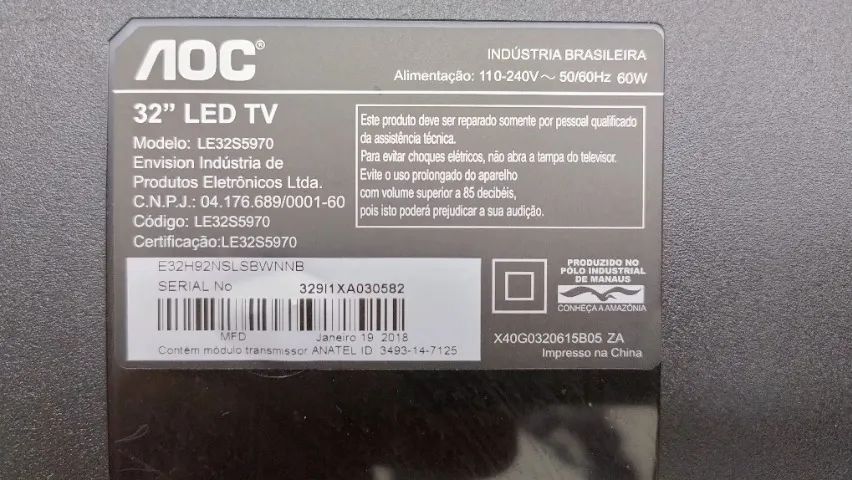 AOC®
INDÚSTRIA BRASILEIRA
Alimentação: 110-240V~ 50/60Hz 60W
32” LED TV
Modelo: LE32S5970
Envision Indústria de
Produtos Eletrônicos Ltda.
C.N.P.J.: 04.176.689/0001-60
Código: LE32S5970
Certificação:LE32S5970
Este produto deve ser reparado somente por pessoal qualificado
da assistência técnica.
Para evitar choques elétricos, não abra a tampa do televisor.
Evite o uso prolongado do aparelho
com volume superior a 85 decibéis,
pois isto poderá prejudicar a sua audição.
E32H92NSLSBWNNB
SERIAL No 329I1XA030582
MFD Janeiro 19 2018
Contém módulo transmissor ANATEL ID 3493-14-7125
PRODUZIDO NO
PÓLO INDUSTRIAL
DE MANAUS
CONHEÇA A AMAZÔNIA
X40G0320615B05 ZA
Impresso na China